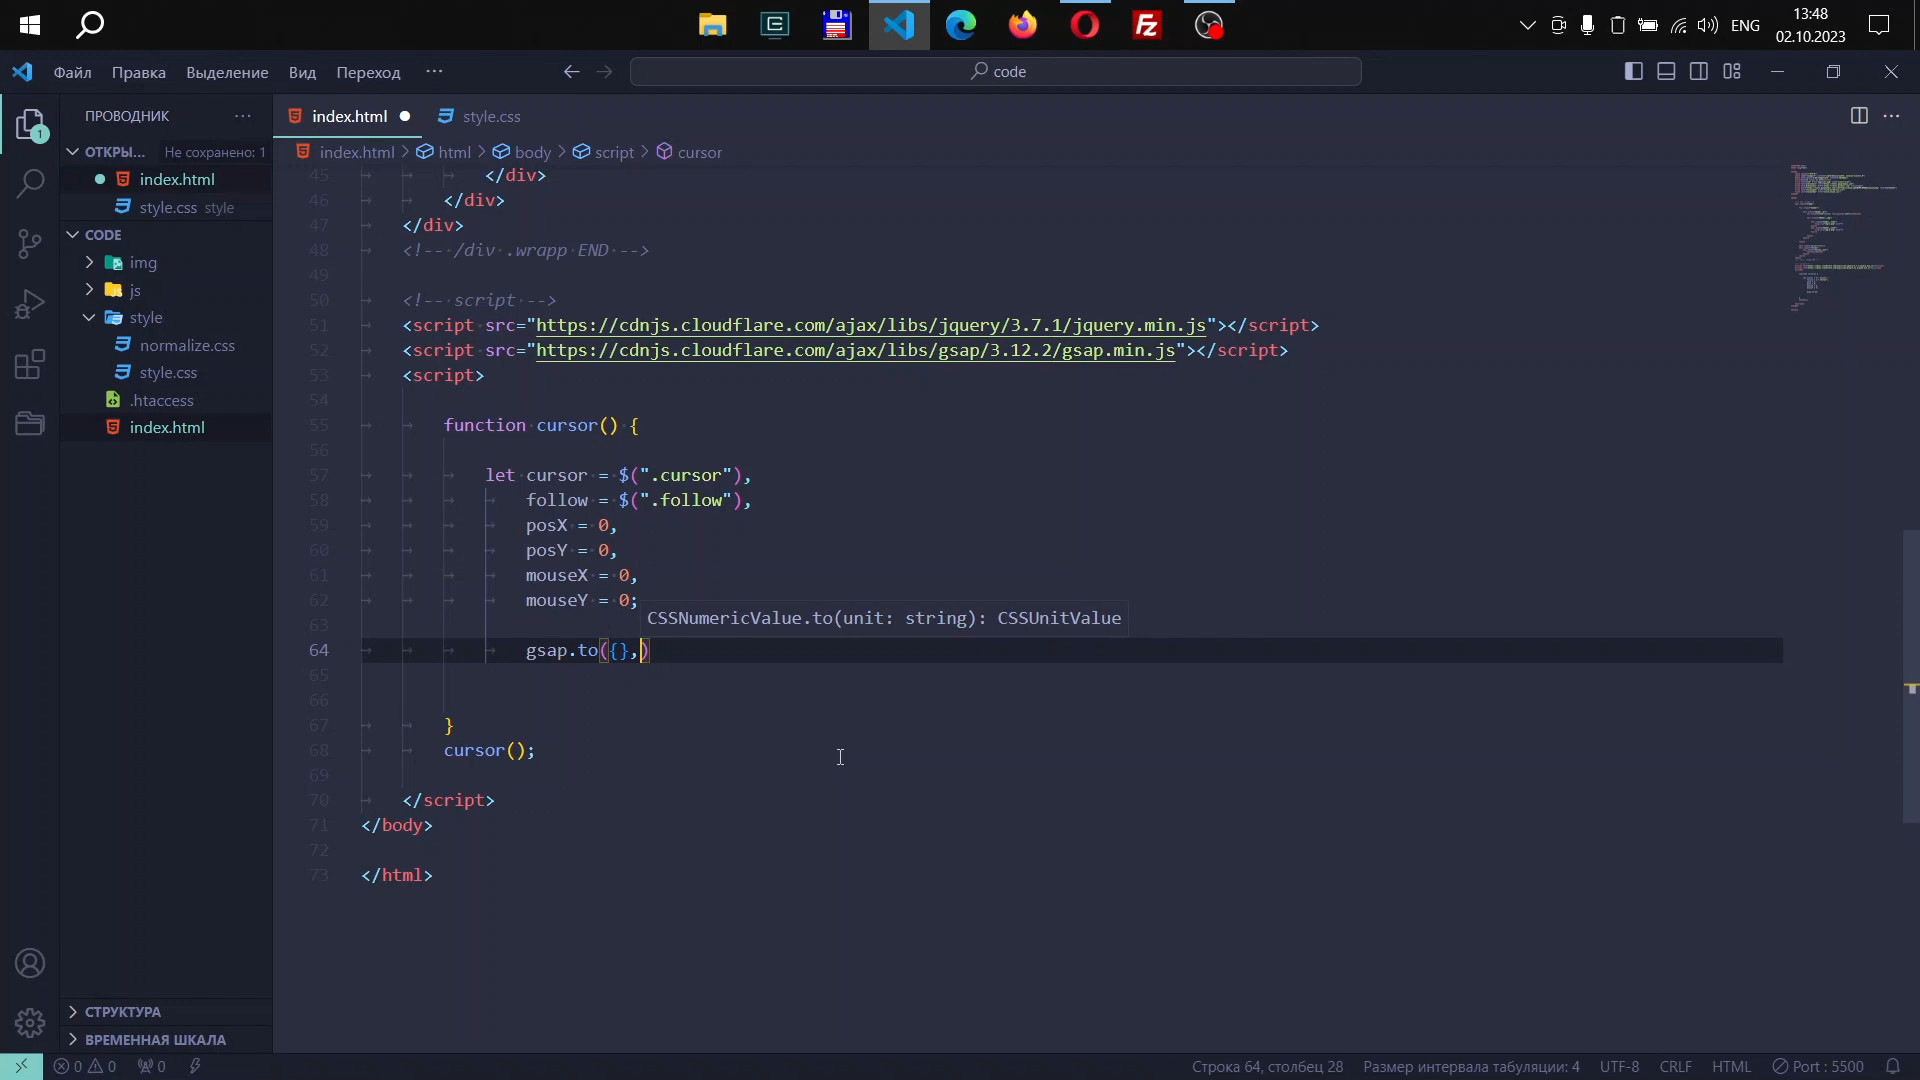 ENG
13:48
02.10.2023
Файл Правка Выделение Вид Переход ···
code
ПРОВОДНИК
index.html
style.css
ОТКРЫ... Не сохранено: 1
index.html > html > body > script > cursor
index.html
style.css style
CODE
img
js
style
normalize.css
style.css
.htaccess
index.html
45 </div>
46 </div>
47 </div>
48 <!-- /div .wrapp END -->
49
50 <!-- script -->
51 <script src="https://cdnjs.cloudflare.com/ajax/libs/jquery/3.7.1/jquery.min.js"></script>
52 <script src="https://cdnjs.cloudflare.com/ajax/libs/gsap/3.12.2/gsap.min.js"></script>
53 <script>
54
55 function cursor() {
56
57 let cursor = $(".cursor"),
58 follow = $(".follow"),
59 posX = 0,
60 posY = 0,
61 mouseX = 0,
62 mouseY = 0;
CSSNumericValue.to(unit: string): CSSUnitValue
63
64 gsap.to({},)
65
66
67 }
68 cursor();
69
70 </script>
71 </body>
72
73 </html>
1
СТРУКТУРА
ВРЕМЕННАЯ ШКАЛА
0 0 0
Строка 64, столбец 28 Размер интервала табуляции: 4 UTF-8 CRLF HTML Port : 5500